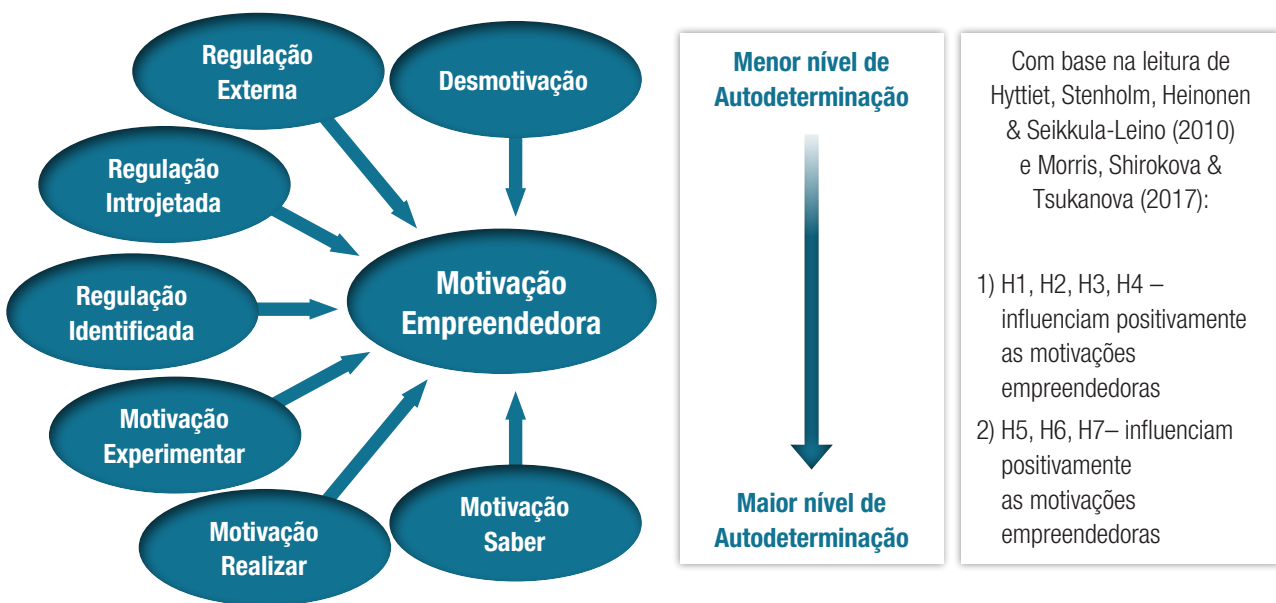 Regulação
Externa
Desmotivação
Regulação
Introjetada
Regulação
Identificada
Motivação
Empreendedora
Motivação
Experimentar
Motivação
Realizar
Motivação
Saber
Menor nível de
Autodeterminação
Maior nível de
Autodeterminação
Com base na leitura de
Hyttiet, Stenholm, Heinonen
& Seikkula-Leino (2010)
e Morris, Shirokova &
Tsukanova (2017):
1) H1, H2, H3, H4 –
influenciam positivamente
as motivações
empreendedoras
2) H5, H6, H7– influenciam
positivamente
as motivações
empreendedoras